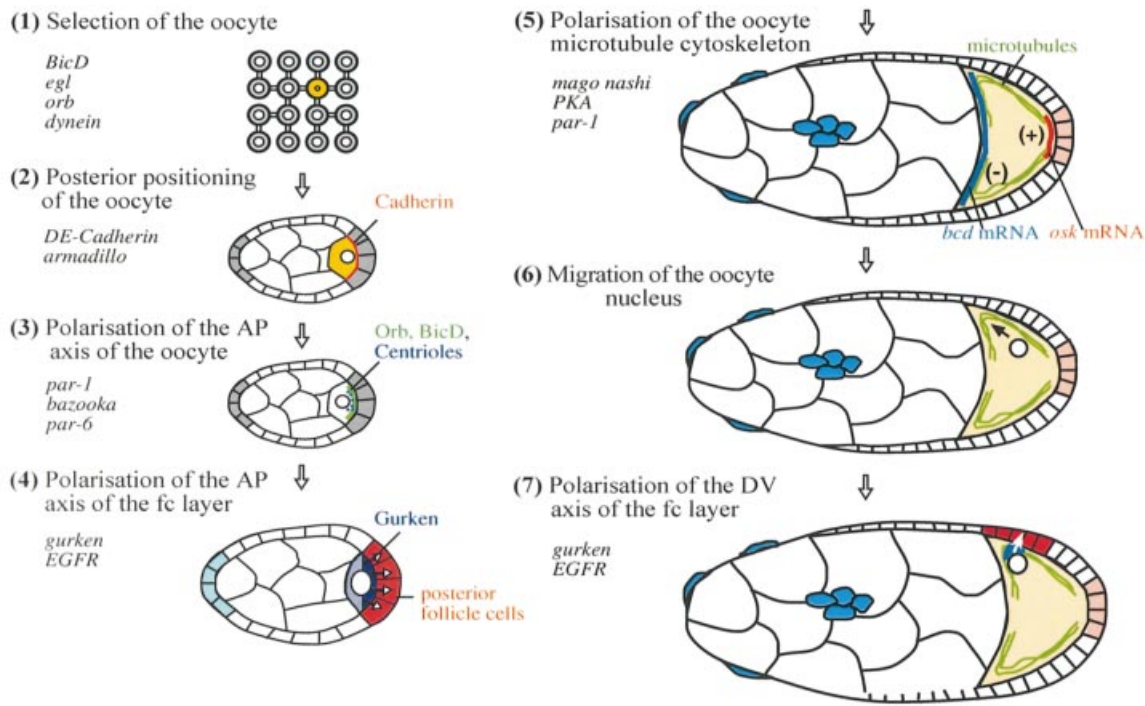 (1) Selection of the oocyte
BicD
egl
orb
dynein
(2) Posterior positioning
of the oocyte
DE-Cadherin
armadillo
Cadherin
(3) Polarisation of the AP
axis of the oocyte
par-1
bazooka
par-6
Orb, BicD,
Centrioles
(4) Polarisation of the AP
axis of the fc layer
gurken
EGFR
Gurken
posterior
follicle cells
(5) Polarisation of the oocyte
microtubule cytoskeleton
mago nashi
PKA
par-1
microtubules
(+)
(-)
bcd mRNA osk mRNA
(6) Migration of the oocyte
nucleus
(7) Polarisation of the DV
axis of the fc layer
gurken
EGFR